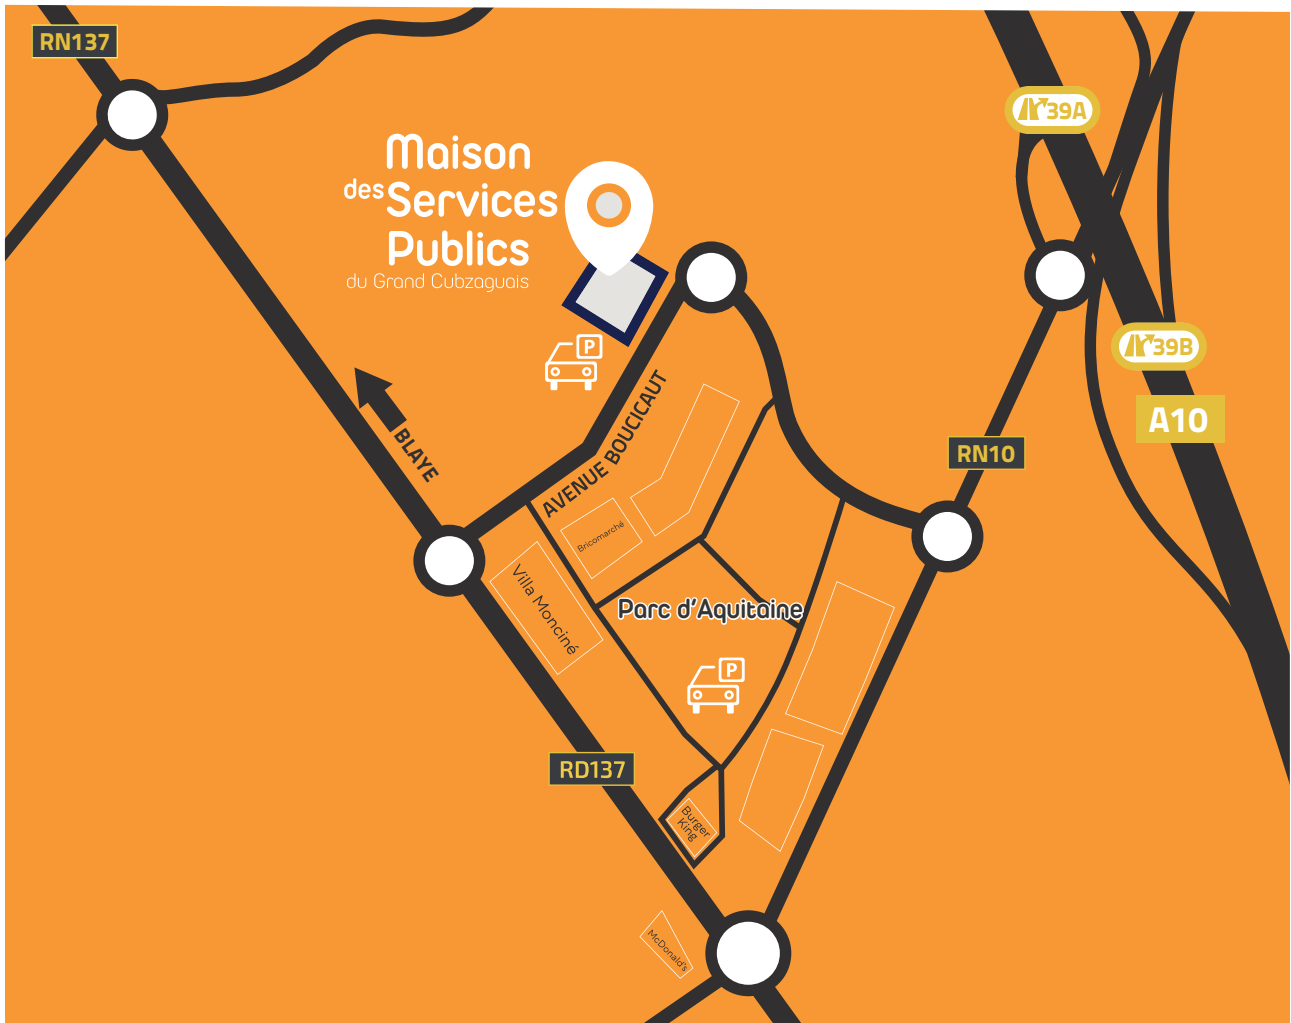 RN137
39A
Maison
des Services
Publics
du Grand Cubzaguais
P
39B
A10
BLAYE
AVENUE BOUCICAUT
RN10
Bricomarché
Villa Monciné
Parc d'Aquitaine
P
RD137
Burger
King
McDonald's